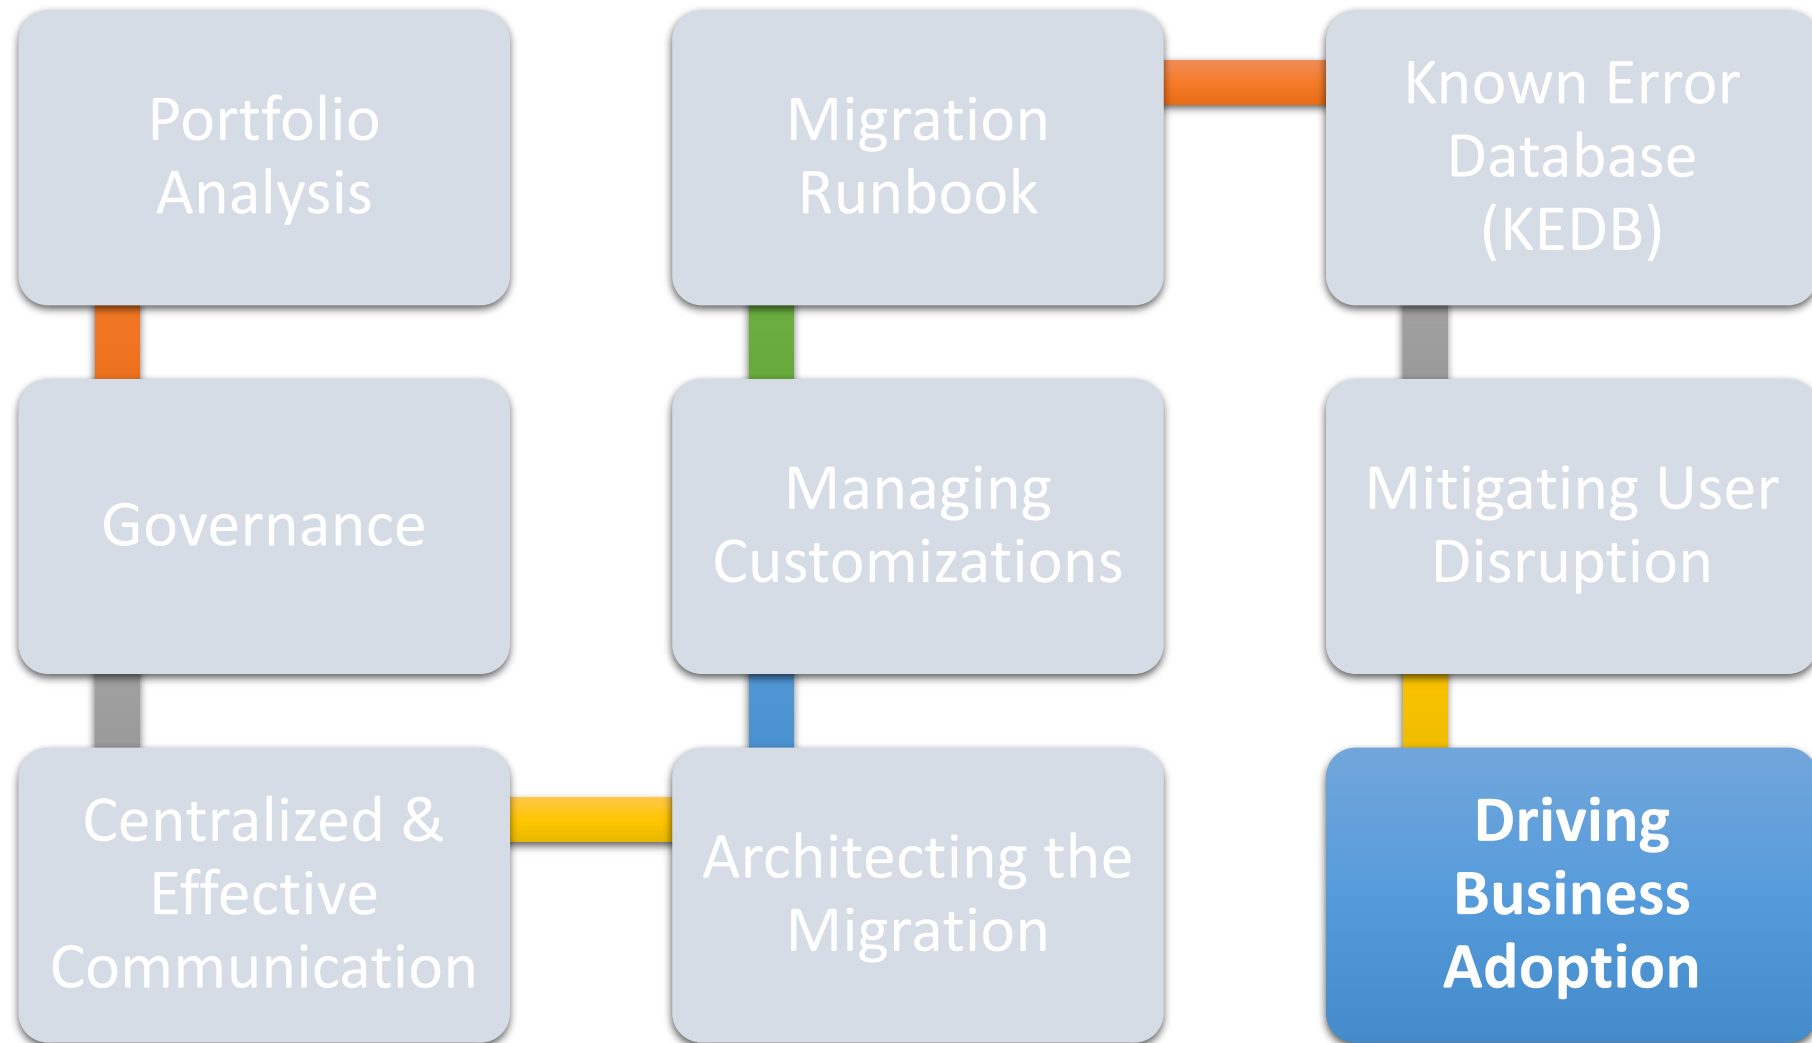 Portfolio
Analysis
Governance
Centralized &
Effective
Communication
Architecting the
Migration
Managing
Customizations
Migration
Runbook
Known Error
Database
(KEDB)
Mitigating User
Disruption
Driving
Business
Adoption